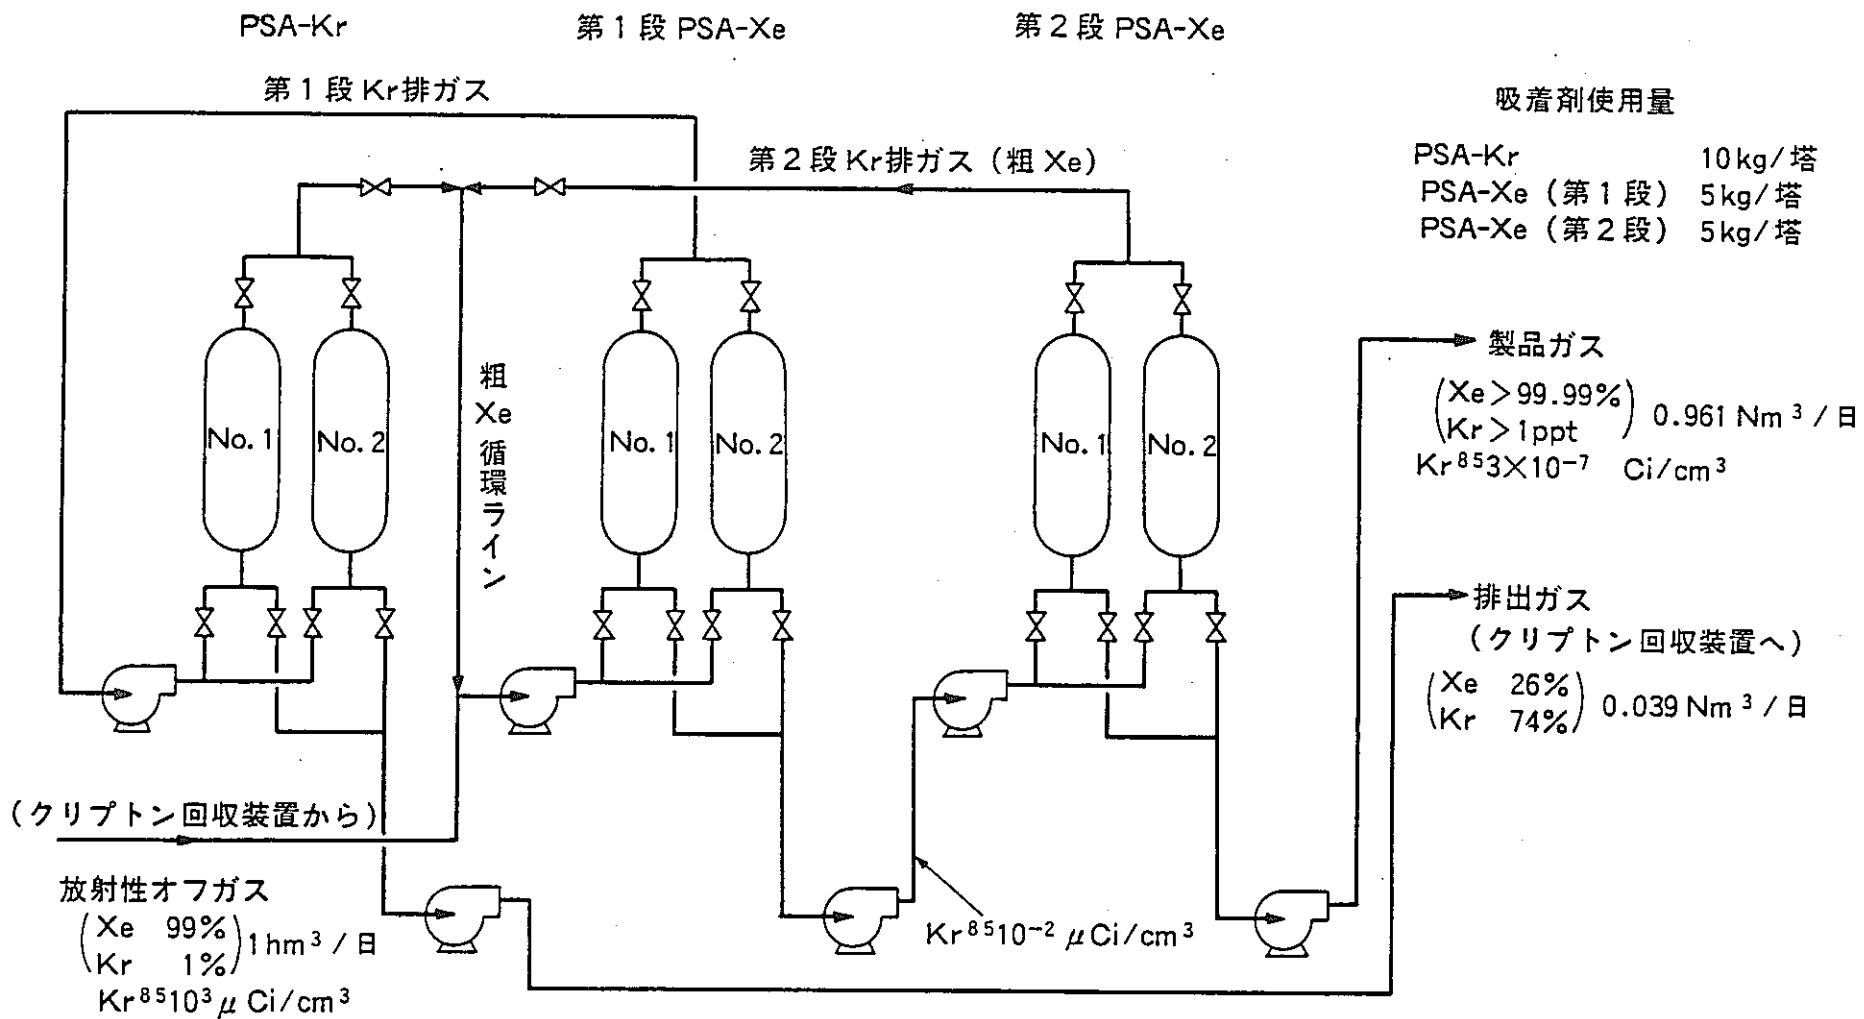 PSA-Kr
第1段 PSA-Xe
第2段 PSA-Xe
第1段 Kr排ガス
第2段 Kr排ガス (粗 Xe)
吸着剤使用量
PSA-Kr 10kg/塔
PSA-Xe (第1段) 5kg/塔
PSA-Xe (第2段) 5kg/塔
No.1
No.2
粗Xe循環ライン
No.1
No.2
No.1
No.2
製品ガス
(Xe > 99.99%
Kr > 1ppt) 0.961 Nm³/日
Kr⁸⁵3×10⁻⁷ Ci/cm³
排出ガス
(クリプトン回収装置へ)
(Xe 26%
Kr 74%) 0.039 Nm³/日
(クリプトン回収装置から)
放射性オフガス
(Xe 99%
Kr 1%) 1hm³/日
Kr⁸⁵10³ μCi/cm³
Kr⁸⁵10⁻² μCi/cm³